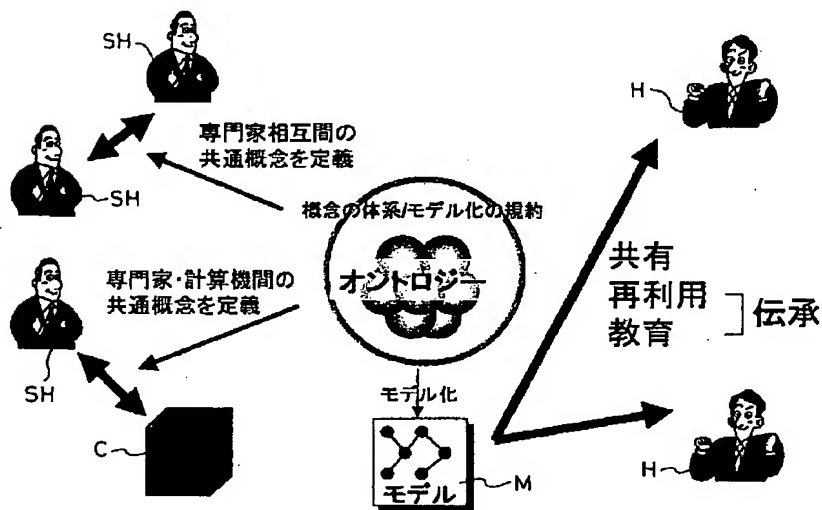 SH
SH
専門家相互間の
共通概念を定義
概念の体系/モデル化の規約
オントロジー
専門家・計算機間の
共通概念を定義
SH
C
モデル化
モデル
M
H
共有
再利用
教育
伝承
H